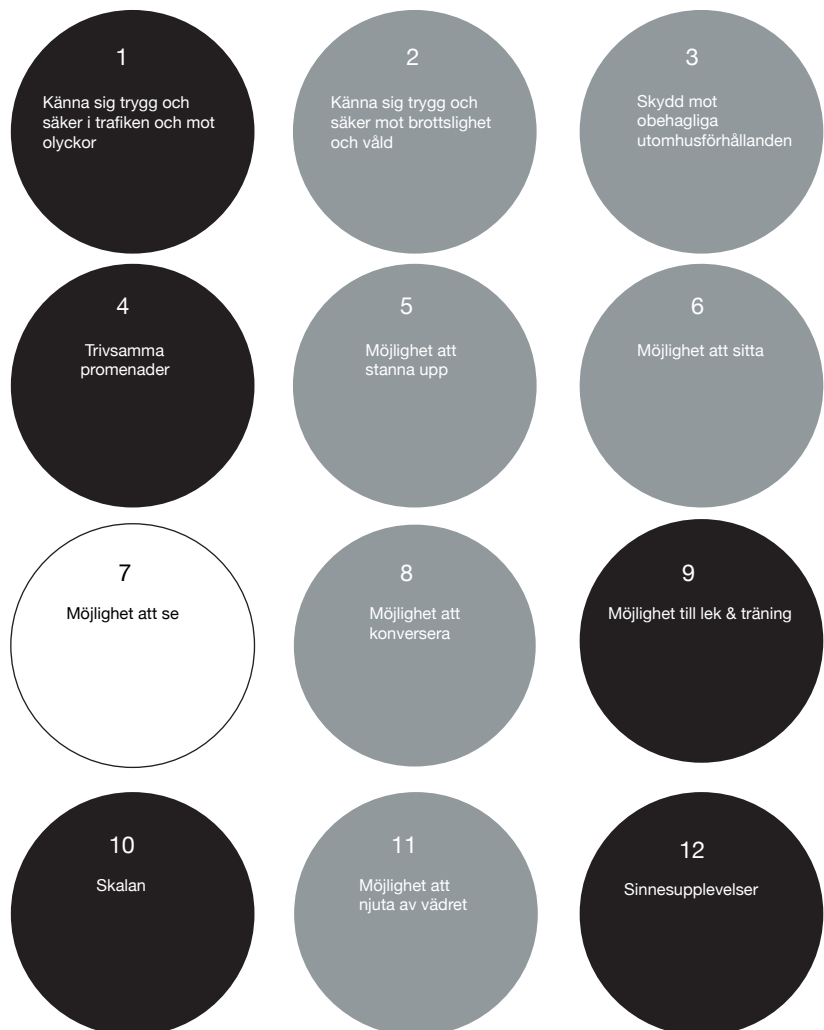 1
Känna sig trygg och
säker i trafiken och mot
olyckor
2
Känna sig trygg och
säker mot brottslighet
och våld
3
Skydd mot
obehagliga
utomhusförhållanden
4
Trivsamma
promenader
5
Möjlighet att
stanna upp
6
Möjlighet att sitta
7
Möjlighet att se
8
Möjlighet att
konversera
9
Möjlighet till lek & träning
10
Skalan
11
Möjlighet att
njuta av vädret
12
Sinnesupplevelser